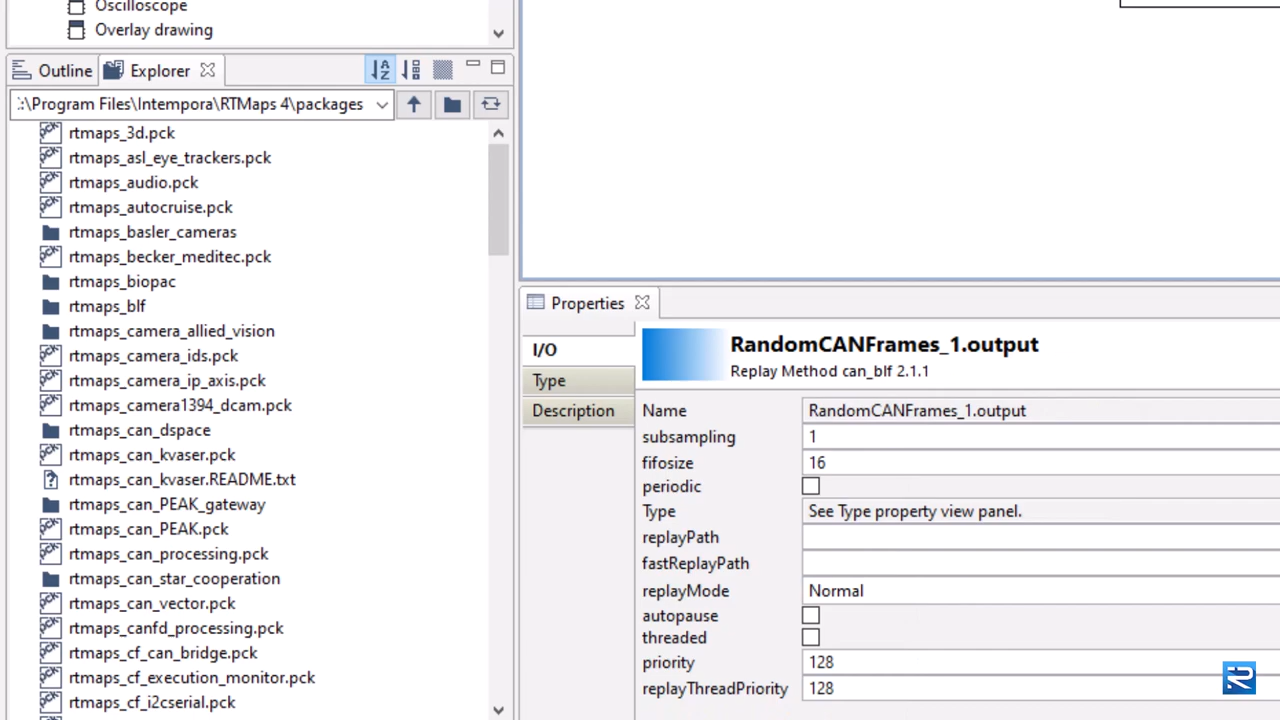 Oscilloscope
Overlay drawing
Outline
Explorer
:\Program Files\Intempora\RTMaps 4\packages
rtmaps_3d.pck
rtmaps_asl_eye_trackers.pck
rtmaps_audio.pck
rtmaps_autocruise.pck
rtmaps_basler_cameras
rtmaps_becker_meditec.pck
rtmaps_biopac
rtmaps_blf
rtmaps_camera_allied_vision
rtmaps_camera_ids.pck
rtmaps_camera_ip_axis.pck
rtmaps_camera1394_dcam.pck
rtmaps_can_dspace
rtmaps_can_kvaser.pck
rtmaps_can_kvaser.README.txt
rtmaps_can_PEAK_gateway
rtmaps_can_PEAK.pck
rtmaps_can_processing.pck
rtmaps_can_star_cooperation
rtmaps_can_vector.pck
rtmaps_canfd_processing.pck
rtmaps_cf_can_bridge.pck
rtmaps_cf_execution_monitor.pck
rtmaps_cf_i2cserial.pck
Properties
I/O
Type
Description
RandomCANFrames_1.output
Replay Method can_blf 2.1.1
Name RandomCANFrames_1.output
subsampling 1
fifosize 16
periodic
Type See Type property view panel.
replayPath
fastReplayPath
replayMode Normal
autopause
threaded
priority 128
replayThreadPriority 128